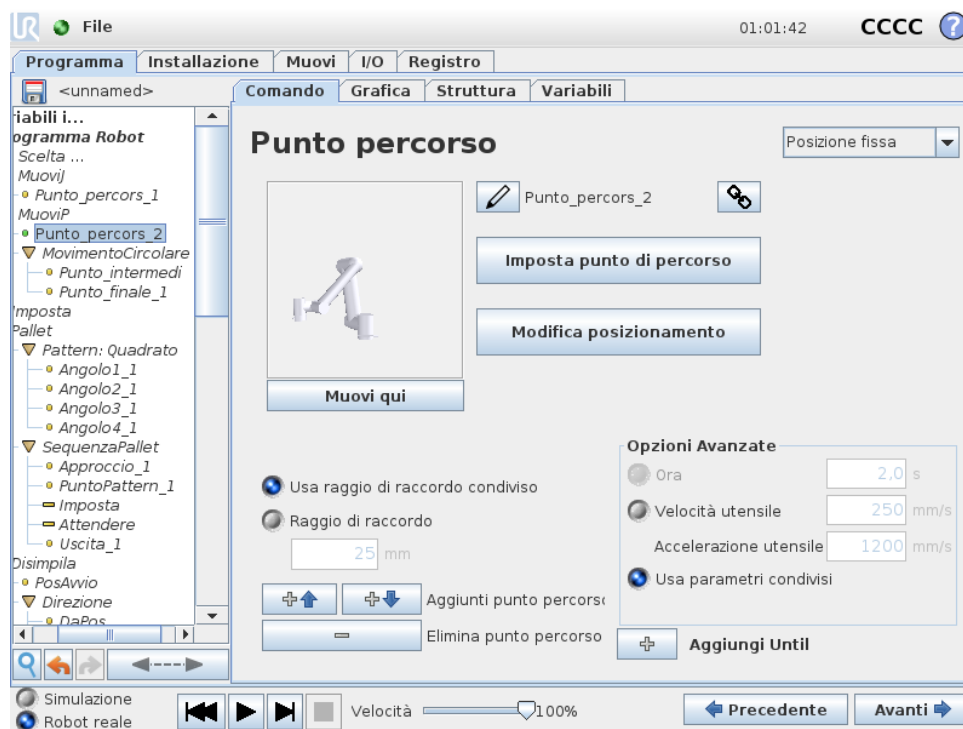 UR File 01:01:42 CCCC ?
Programma Installazione Muovi I/O Registro
<unnamed>
Comando Grafica Struttura Variabili
riabili i...
ogramma Robot
Scelta ...
MuoviJ
Punto_percors_1
MuoviP
Punto_percors_2
MovimentoCircolare
Punto_intermedi
Punto_finale_1
Imposta
Pallet
Pattern: Quadrato
Angolo1_1
Angolo2_1
Angolo3_1
Angolo4_1
SequenzaPallet
Approccio_1
PuntoPattern_1
Imposta
Attendere
Uscita_1
Disimpila
PosAvvio
Direzione
DaPos
Punto percorso
Posizione fissa
Punto_percors_2
Imposta punto di percorso
Modifica posizionamento
Muovi qui
Usa raggio di raccordo condiviso
Raggio di raccordo
25 mm
Aggiunti punto percorso
Elimina punto percorso
Opzioni Avanzate
Ora 2,0 s
Velocità utensile 250 mm/s
Accelerazione utensile 1200 mm/s
Usa parametri condivisi
Aggiungi Until
Simulazione
Robot reale
Velocità 100%
Precedente
Avanti